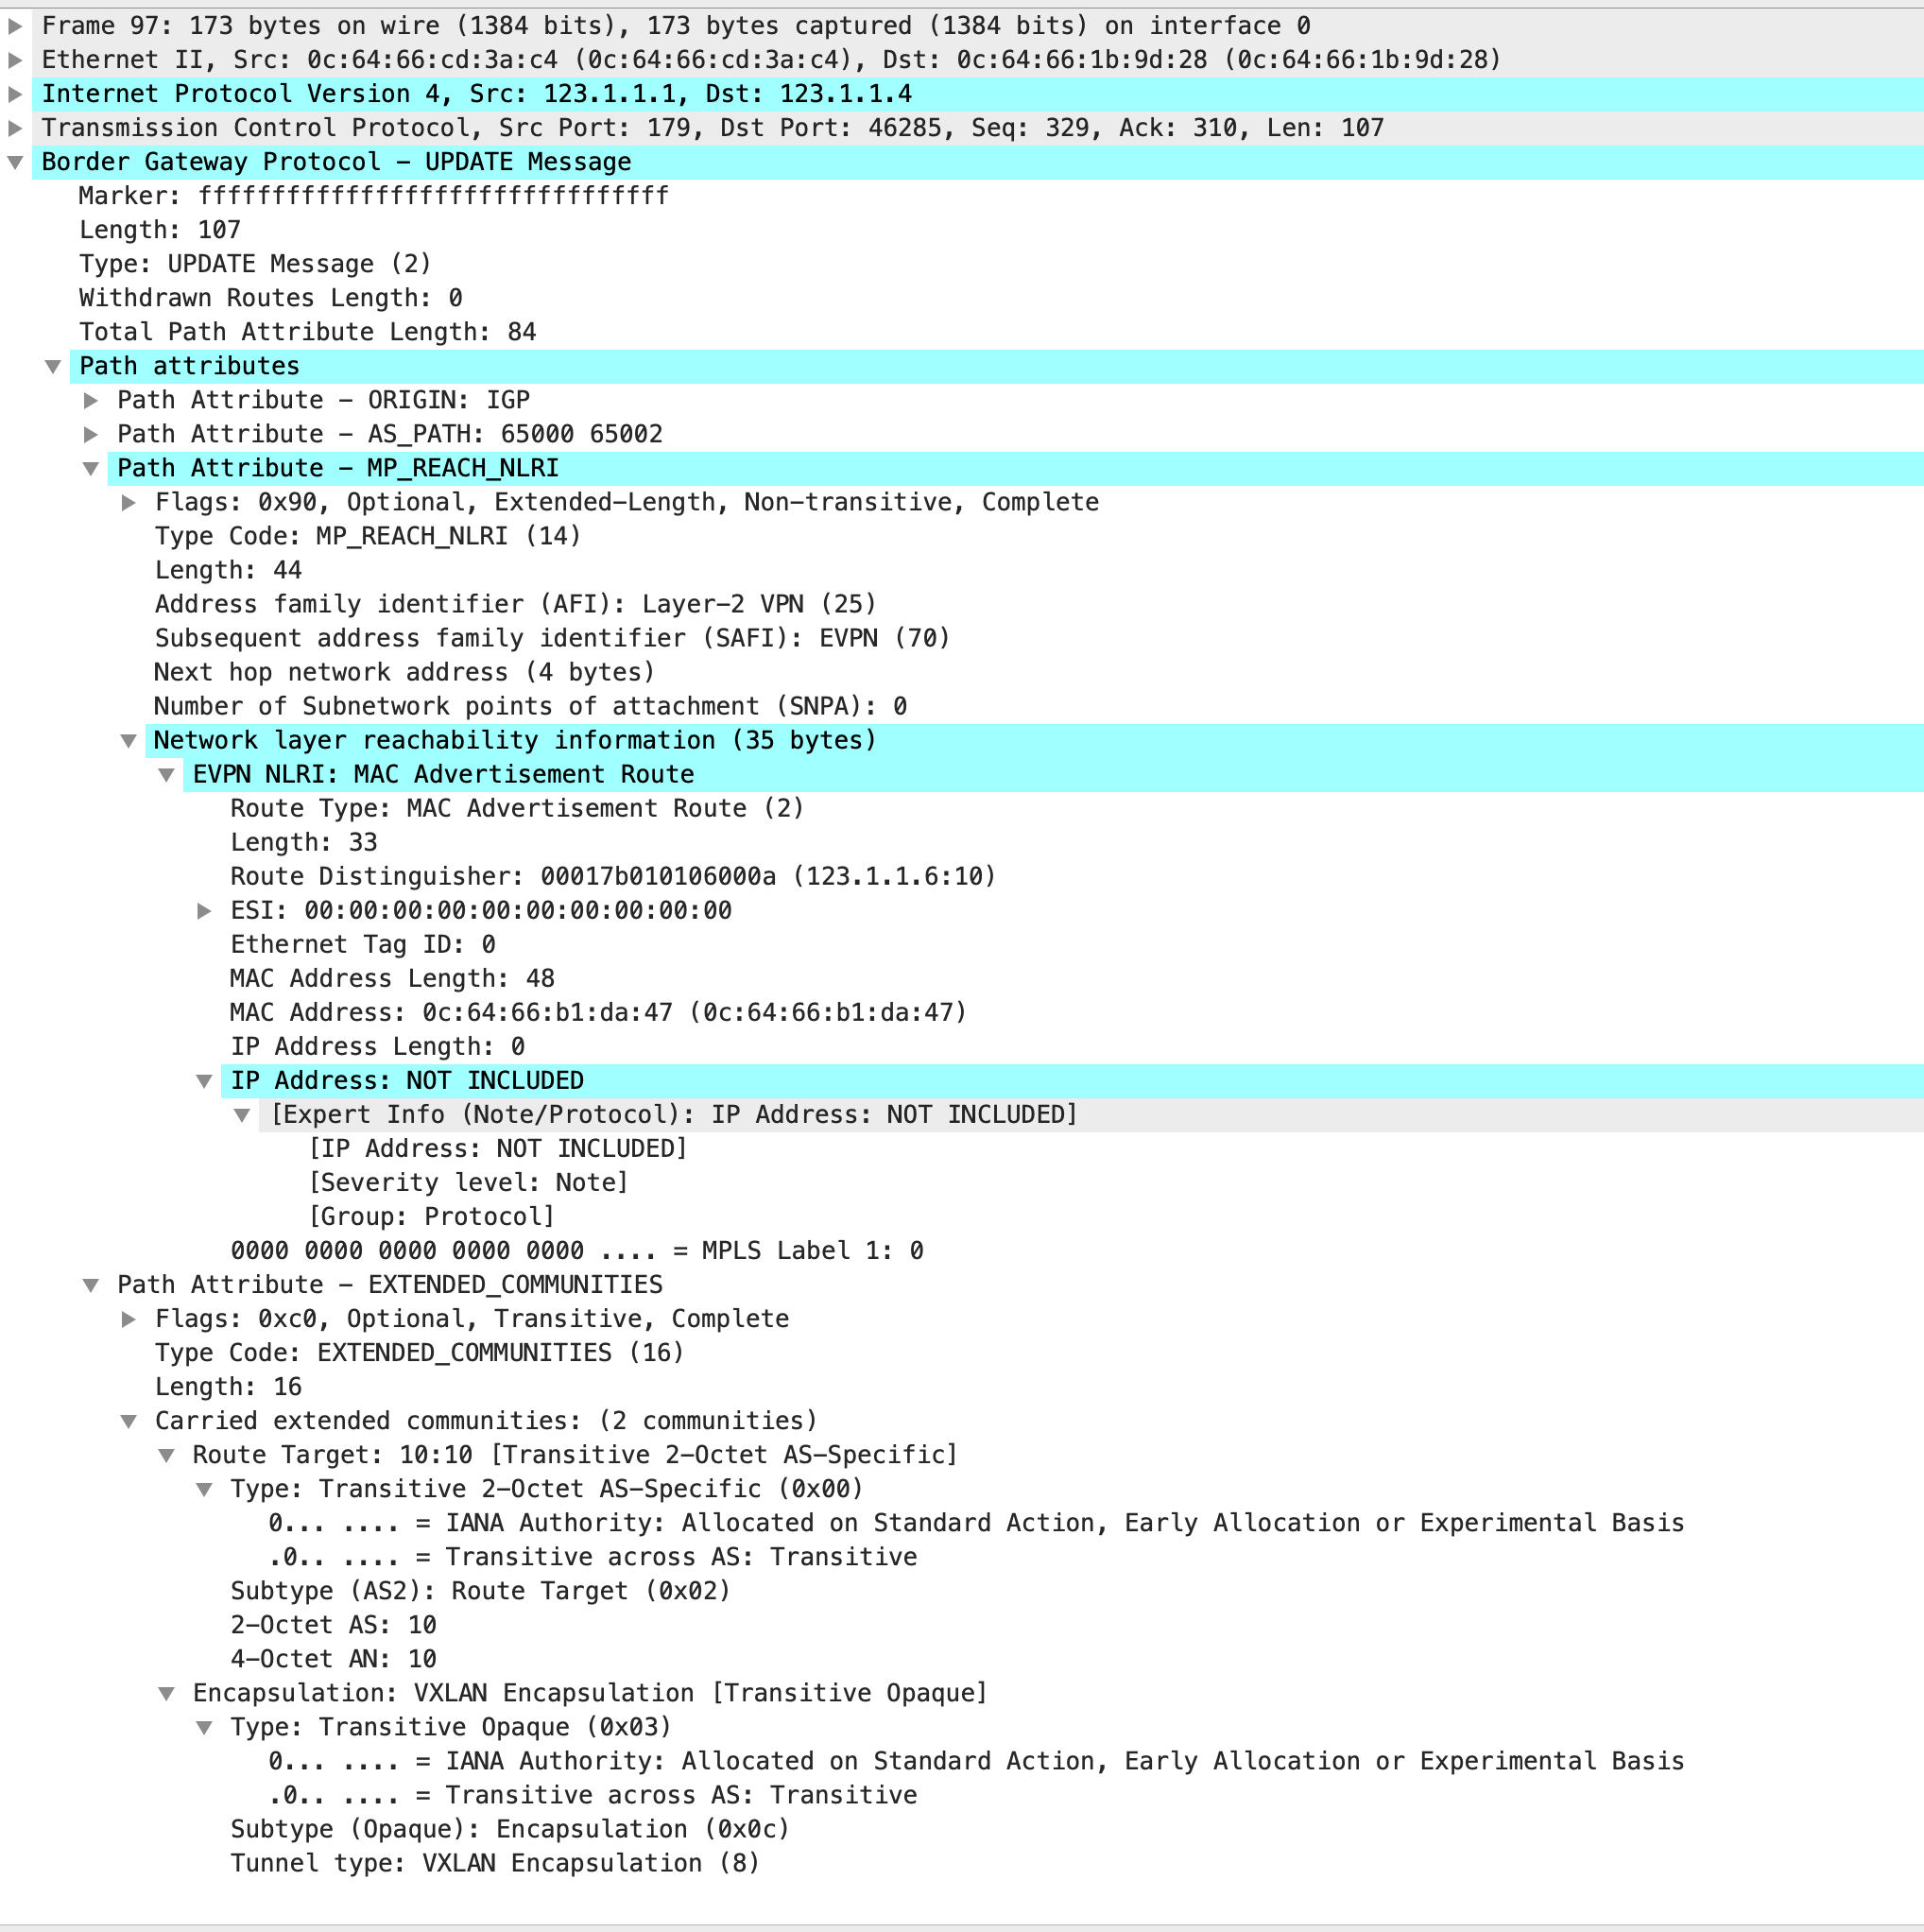 Frame 97: 173 bytes on wire (1384 bits), 173 bytes captured (1384 bits) on interface 0
Ethernet II, Src: 0c:64:66:cd:3a:c4 (0c:64:66:cd:3a:c4), Dst: 0c:64:66:1b:9d:28 (0c:64:66:1b:9d:28)
Internet Protocol Version 4, Src: 123.1.1.1, Dst: 123.1.1.4
Transmission Control Protocol, Src Port: 179, Dst Port: 46285, Seq: 329, Ack: 310, Len: 107
Border Gateway Protocol – UPDATE Message
Marker: ffffffffffffffffffffffffffffffff
Length: 107
Type: UPDATE Message (2)
Withdrawn Routes Length: 0
Total Path Attribute Length: 84
Path attributes
Path Attribute – ORIGIN: IGP
Path Attribute – AS_PATH: 65000 65002
Path Attribute – MP_REACH_NLRI
Flags: 0x90, Optional, Extended–Length, Non–transitive, Complete
Type Code: MP_REACH_NLRI (14)
Length: 44
Address family identifier (AFI): Layer–2 VPN (25)
Subsequent address family identifier (SAFI): EVPN (70)
Next hop network address (4 bytes)
Number of Subnetwork points of attachment (SNPA): 0
Network layer reachability information (35 bytes)
EVPN NLRI: MAC Advertisement Route
Route Type: MAC Advertisement Route (2)
Length: 33
Route Distinguisher: 00017b010106000a (123.1.1.6:10)
ESI: 00:00:00:00:00:00:00:00:00:00
Ethernet Tag ID: 0
MAC Address Length: 48
MAC Address: 0c:64:66:b1:da:47 (0c:64:66:b1:da:47)
IP Address Length: 0
IP Address: NOT INCLUDED
[Expert Info (Note/Protocol): IP Address: NOT INCLUDED]
[IP Address: NOT INCLUDED]
[Severity level: Note]
[Group: Protocol]
0000 0000 0000 0000 0000 .... = MPLS Label 1: 0
Path Attribute – EXTENDED_COMMUNITIES
Flags: 0xc0, Optional, Transitive, Complete
Type Code: EXTENDED_COMMUNITIES (16)
Length: 16
Carried extended communities: (2 communities)
Route Target: 10:10 [Transitive 2–Octet AS–Specific]
Type: Transitive 2–Octet AS–Specific (0x00)
0... .... = IANA Authority: Allocated on Standard Action, Early Allocation or Experimental Basis
.0.. .... = Transitive across AS: Transitive
Subtype (AS2): Route Target (0x02)
2–Octet AS: 10
4–Octet AN: 10
Encapsulation: VXLAN Encapsulation [Transitive Opaque]
Type: Transitive Opaque (0x03)
0... .... = IANA Authority: Allocated on Standard Action, Early Allocation or Experimental Basis
.0.. .... = Transitive across AS: Transitive
Subtype (Opaque): Encapsulation (0x0c)
Tunnel type: VXLAN Encapsulation (8)